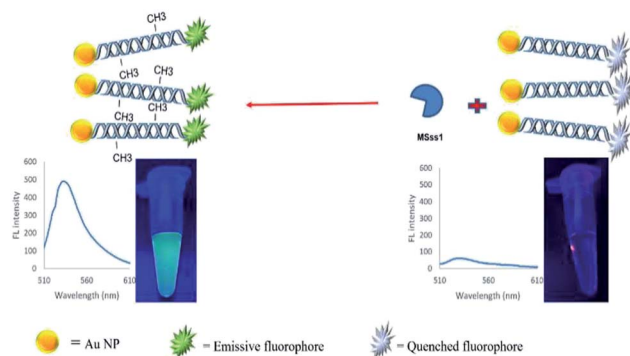 CH3
CH3
CH3
CH3
CH3
CH3
MSss1
600
500
400
300
200
100
0
FL intensity
510
560
610
Wavelength (nm)
600
500
400
300
200
100
0
FL intensity
510
560
610
Wavelength (nm)
= Au NP
= Emissive fluorophore
= Quenched fluorophore